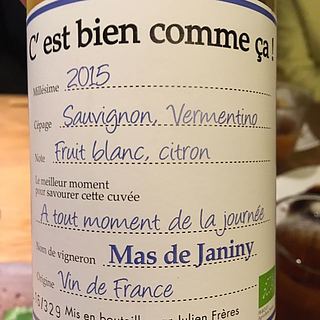 C' est bien comme ça !
Millésime 2015
Cépage Sauvignon, Vermentino
Note Fruit blanc, citron
Le meilleur moment
pour savourer cette cuvée
A tout moment de la journée
Nom de vigneron Mas de Janiny
Origine Vin de France
15/329 Mis en bouteille Julien Frères